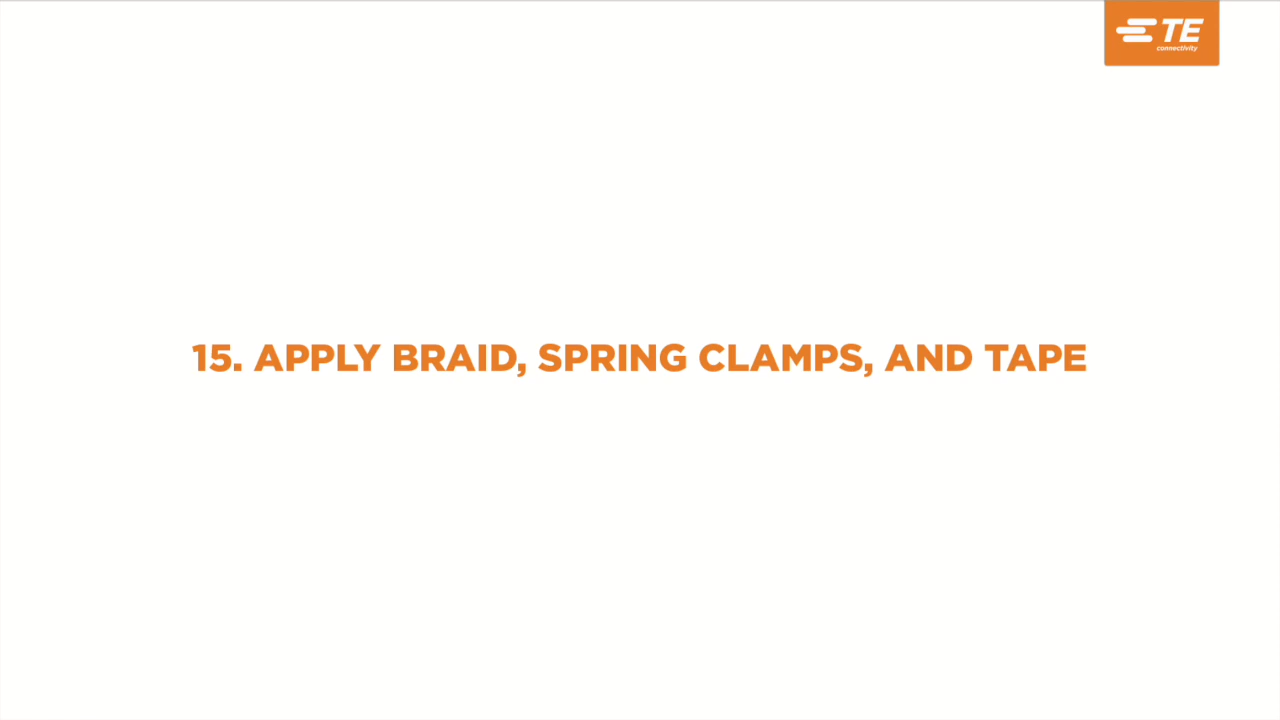 TE
connectivity
15. APPLY BRAID, SPRING CLAMPS, AND TAPE